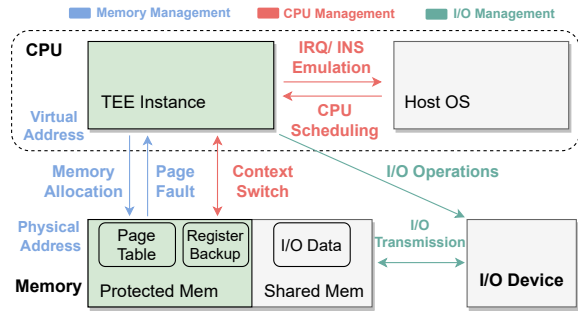 Memory Management
CPU Management
I/O Management
CPU
TEE Instance
IRQ/ INS
Emulation
CPU
Scheduling
Host OS
Virtual
Address
Memory
Allocation
Page
Fault
Context
Switch
I/O Operations
Physical
Address
Page
Table
Register
Backup
I/O Data
I/O
Transmission
I/O Device
Memory
Protected Mem
Shared Mem